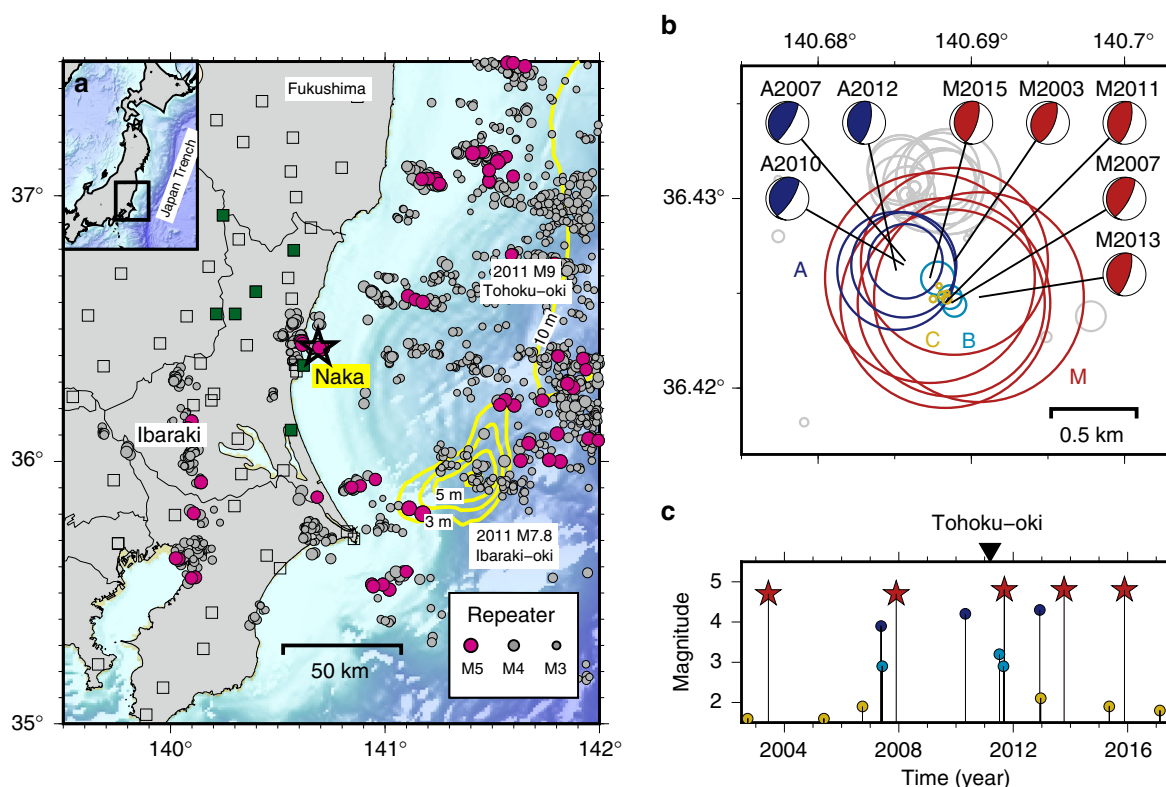 a
Japan Trench
Fukushima
37°
36°
35°
140°
141°
142°
2011 M9
Tohoku−oki
10 m
Naka
Ibaraki
5 m
3 m
2011 M7.8
Ibaraki−oki
Repeater
M5 M4 M3
50 km
b
140.68° 140.69° 140.7°
A2007 A2012 M2015 M2003 M2011
A2010 M2007
M2013
36.43°
36.42°
A
C B
M
0.5 km
c
Tohoku−oki
Magnitude
5
4
3
2
2004 2008 2012 2016
Time (year)